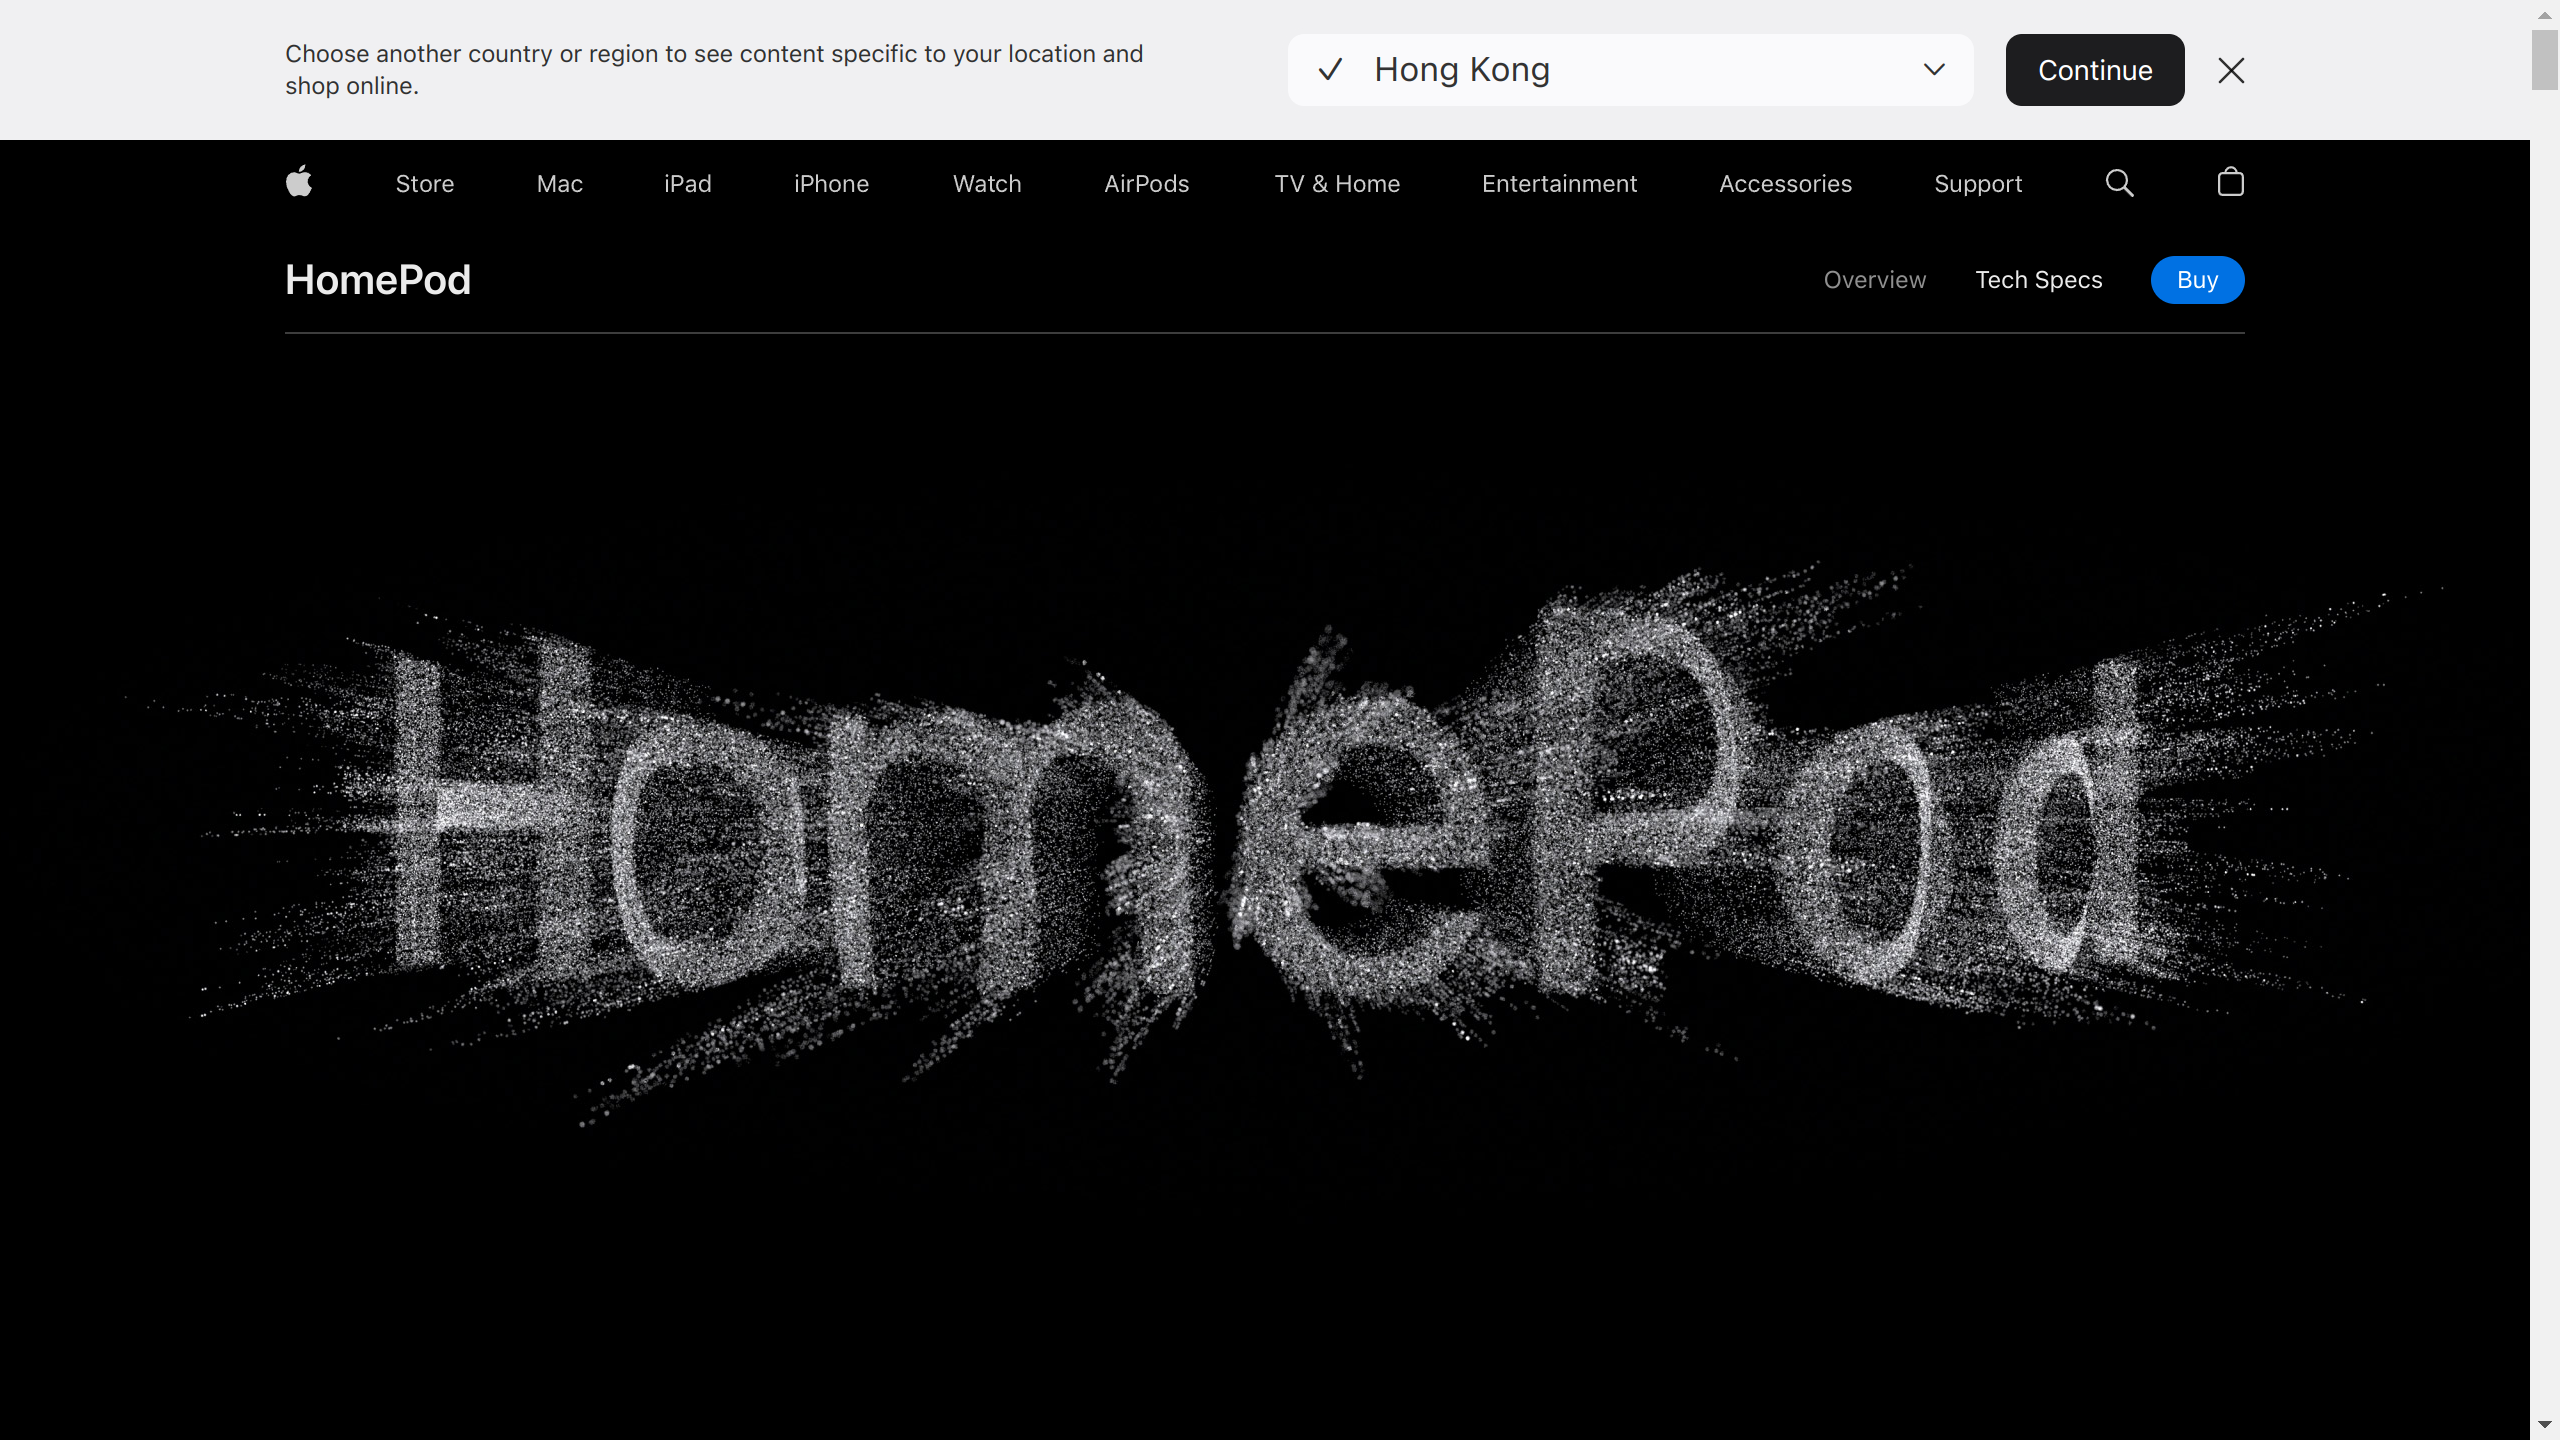 Choose another country or region to see content specific to your location and
shop online.
Hong Kong
Continue
Store Mac iPad iPhone Watch AirPods TV & Home Entertainment Accessories Support
HomePod
Overview Tech Specs Buy
HomePod